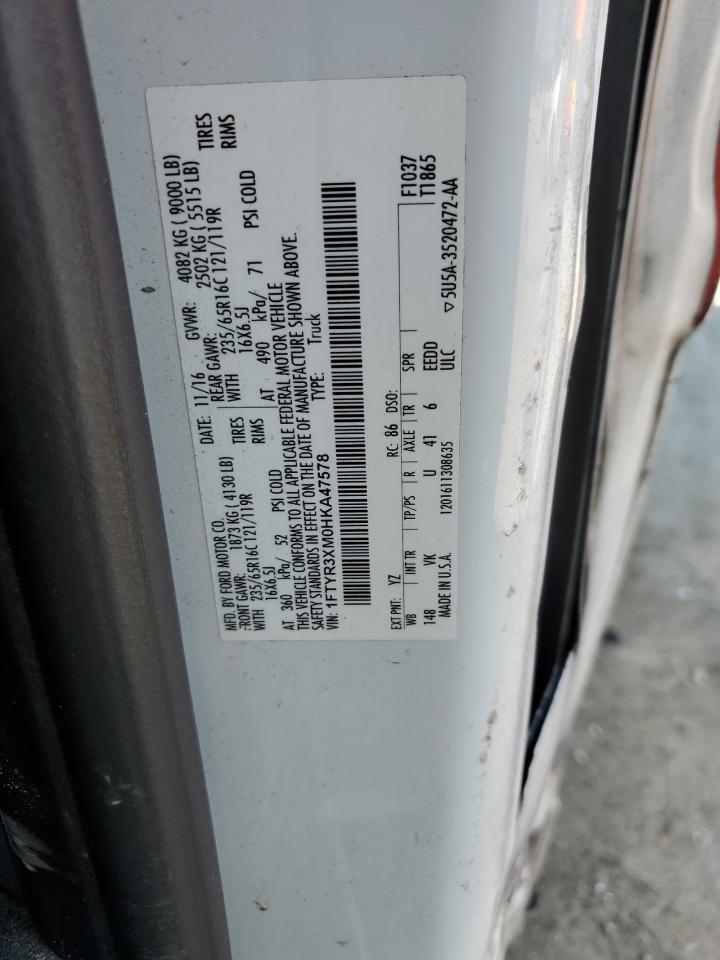 MFD. BY FORD MOTOR CO.
DATE: 11/16 GVWR: 4082 KG ( 9000 LB)
FRONT GAWR: 1873 KG ( 4130 LB) REAR GAWR: 2502 KG ( 5515 LB)
WITH 235/65R16C 121/119R TIRES WITH 235/65R16C 121/119R TIRES
16X6.5J RIMS 16X6.5J RIMS
AT 360 kPa/ 52 PSI COLD AT 490 kPa/ 71 PSI COLD
THIS VEHICLE CONFORMS TO ALL APPLICABLE FEDERAL MOTOR VEHICLE
SAFETY STANDARDS IN EFFECT ON THE DATE OF MANUFACTURE SHOWN ABOVE.
VIN: 1FTYR3XM0HKA47578 TYPE: Truck
EXT PNT: YZ RC: 86 DSO: F1037
WB INT TR TP/PS R AXLE TR SPR T1865
148 VK U 41 6 EEDD
MADE IN U.S.A. 1201611308635 ULC ▽ 5U5A-3520472-AA